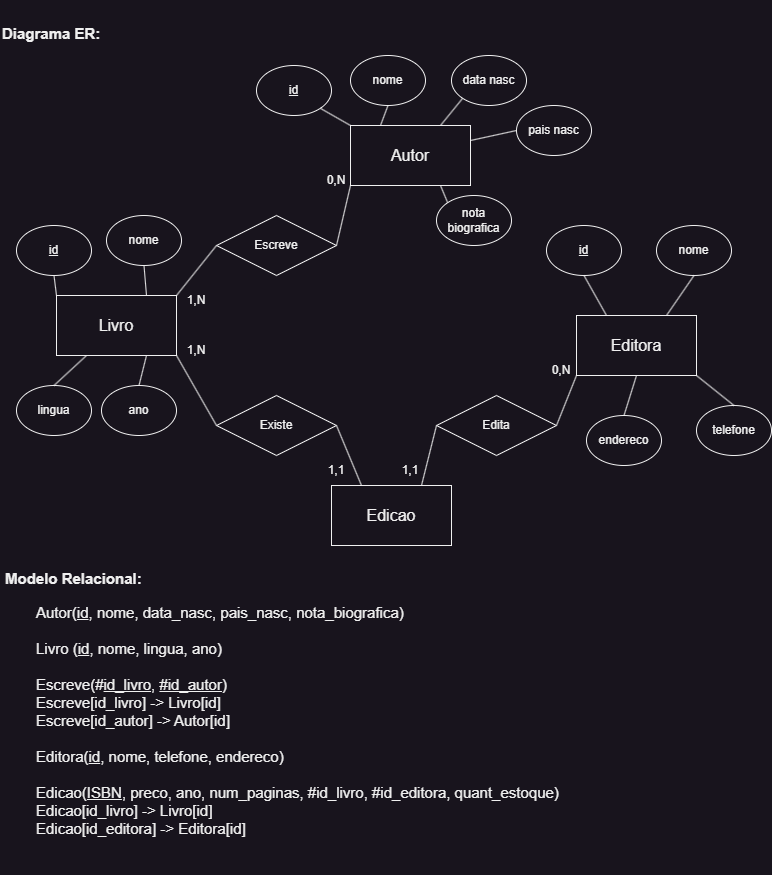 Diagrama ER:
id
nome
data nasc
pais nasc
Autor
0,N
nota
biografica
Escreve
id
nome
1,N
Livro
1,N
lingua
ano
id
nome
Editora
0,N
endereco
telefone
Existe
Edita
1,1
1,1
Edicao
Modelo Relacional:
Autor(id, nome, data_nasc, pais_nasc, nota_biografica)
Livro (id, nome, lingua, ano)
Escreve(#id_livro, #id_autor)
Escreve[id_livro] -> Livro[id]
Escreve[id_autor] -> Autor[id]
Editora(id, nome, telefone, endereco)
Edicao(ISBN, preco, ano, num_paginas, #id_livro, #id_editora, quant_estoque)
Edicao[id_livro] -> Livro[id]
Edicao[id_editora] -> Editora[id]